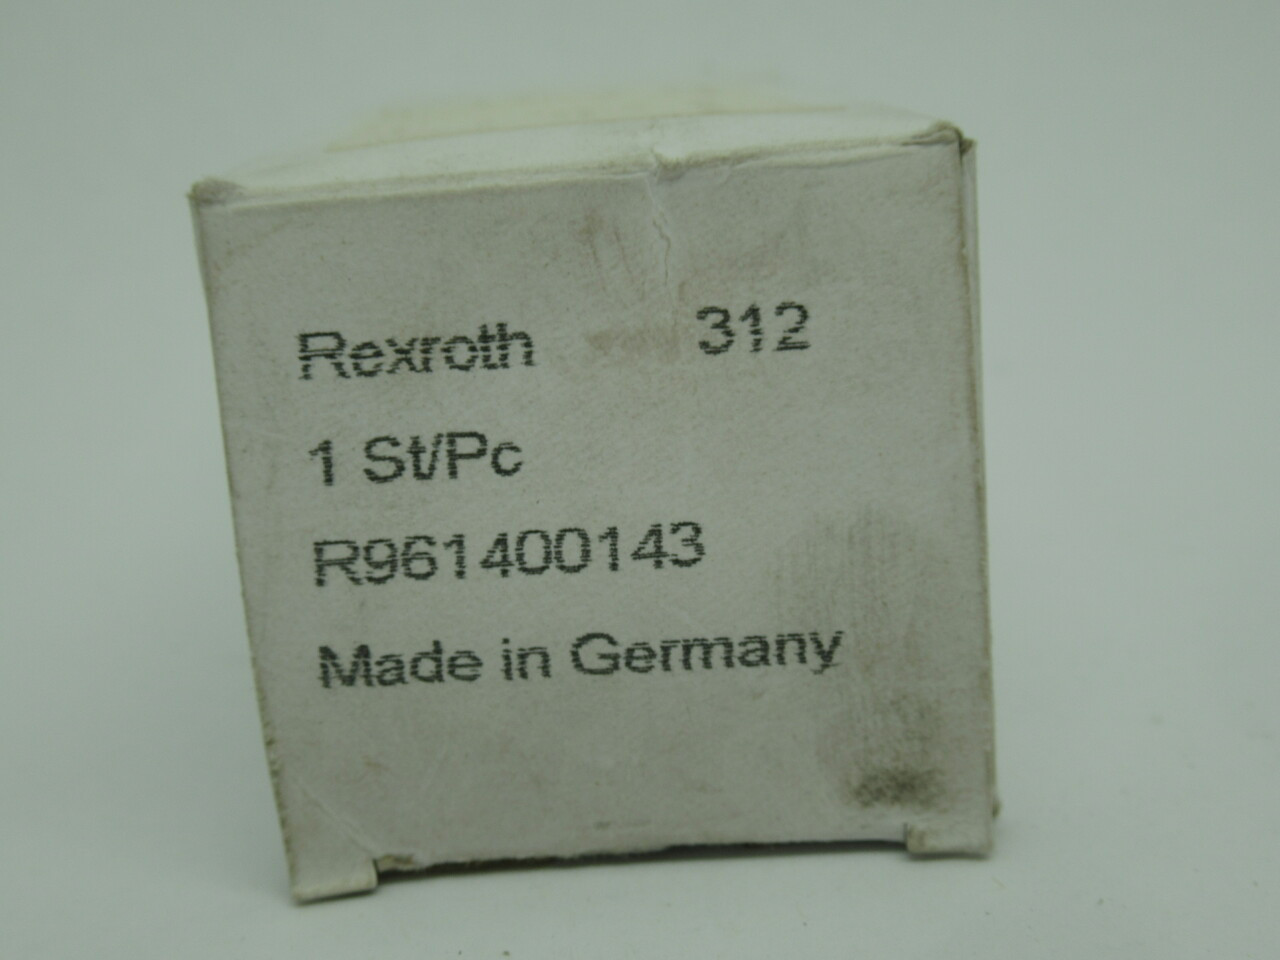 Rexroth 312
1 St/Pc
R961400143
Made in Germany